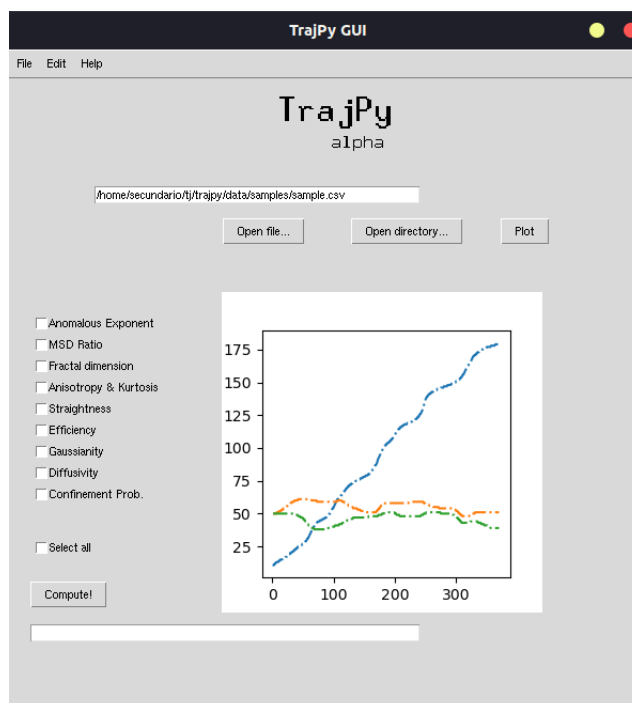 TrajPy GUI
File Edit Help
TrajPy
alpha
/home/secundario/tj/trajpy/data/samples/sample.csv
Open file... Open directory... Plot
Anomalous Exponent
MSD Ratio
Fractal dimension
Anisotropy & Kurtosis
Straightness
Efficiency
Gaussianity
Diffusivity
Confinement Prob.
Select all
Compute!
175
150
125
100
75
50
25
0 100 200 300